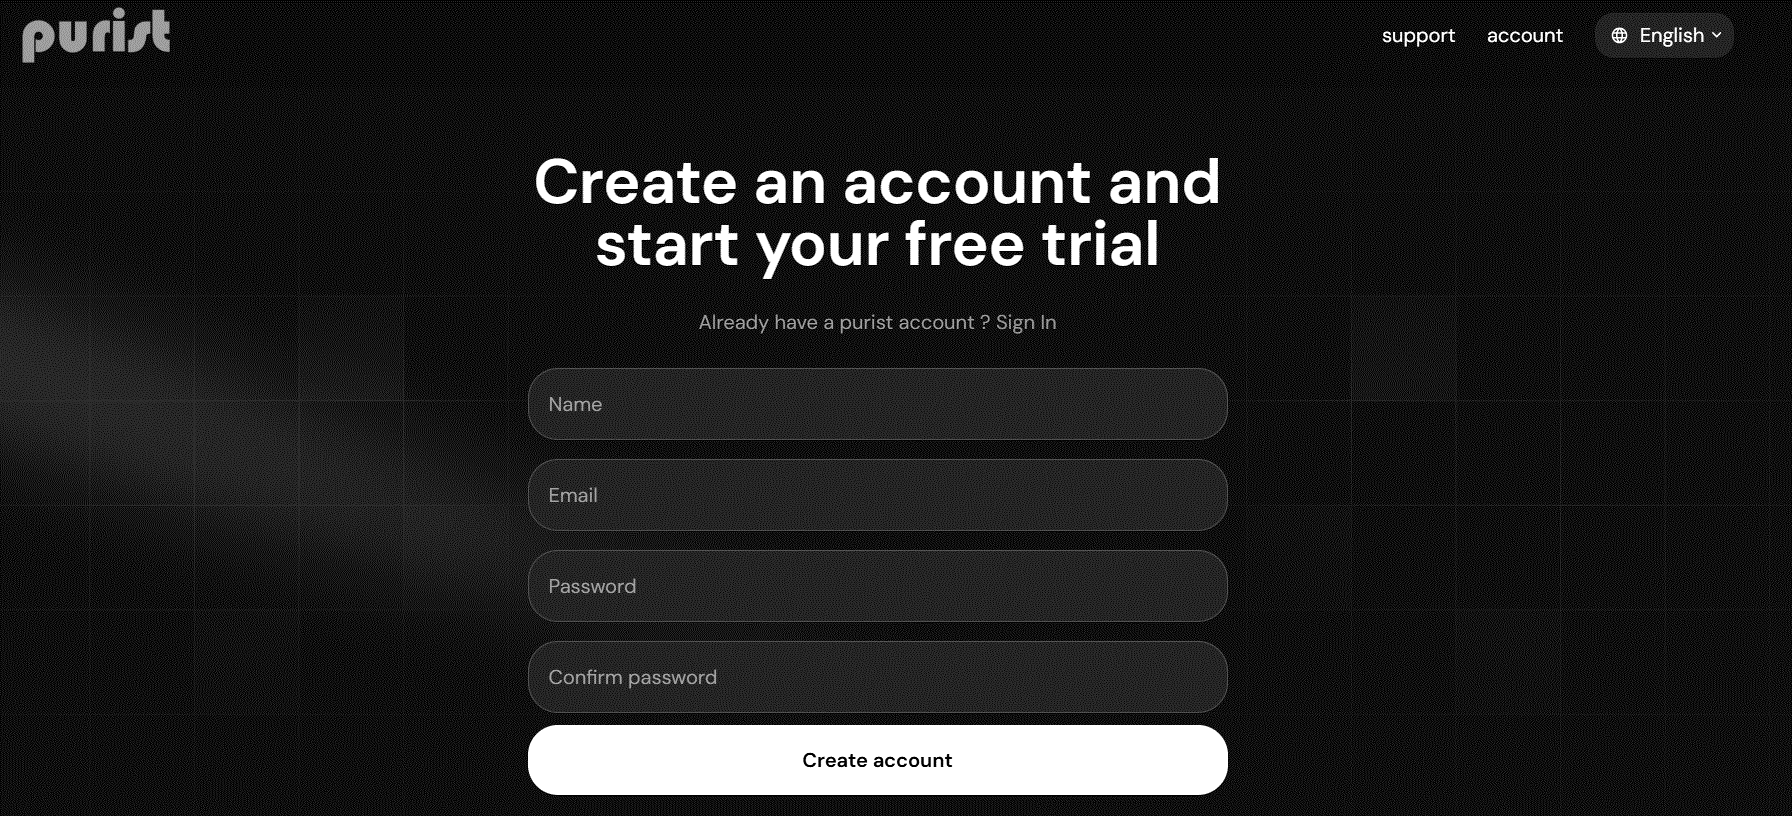 purist
support
account
English
Create an account and
start your free trial
Already have a purist account ? Sign In
Name
Email
Password
Confirm password
Create account